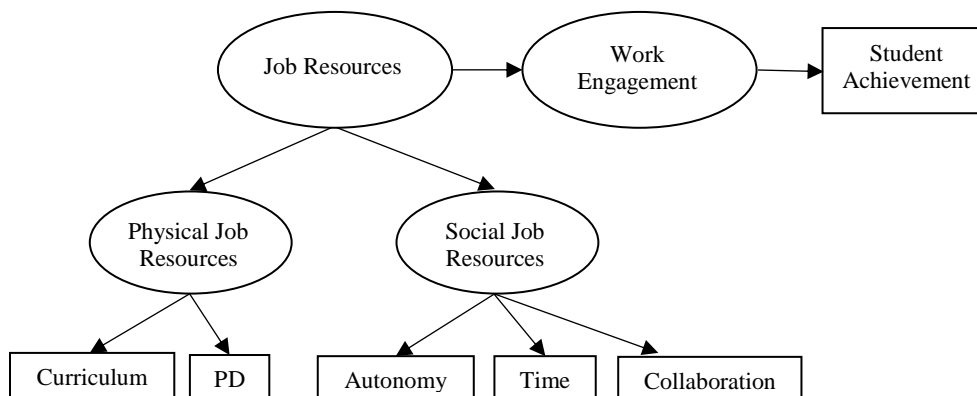 Job Resources
Work
Engagement
Student
Achievement
Physical Job
Resources
Social Job
Resources
Curriculum
PD
Autonomy
Time
Collaboration